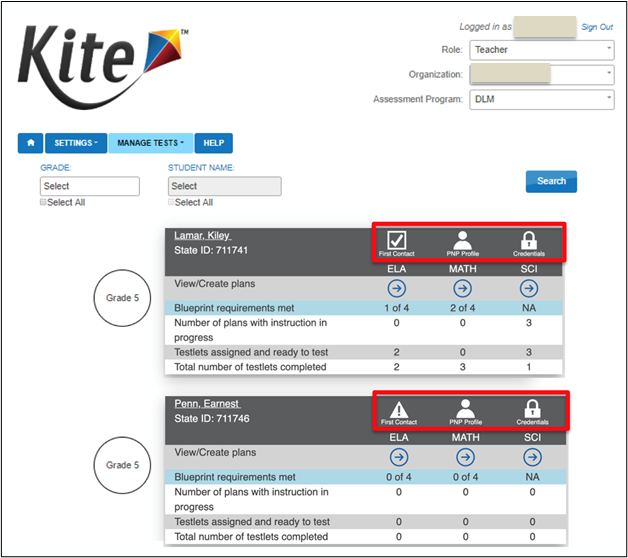 Logged in as Sign Out
Kite™
Role: Teacher
Organization:
Assessment Program: DLM
SETTINGS MANAGE TESTS HELP
GRADE: STUDENT NAME:
Select Select Search
Select All Select All
Lamar, Kiley
State ID: 711741
First Contact PNP Profile Credentials
ELA MATH SCI
Grade 5
View/Create plans
Blueprint requirements met 1 of 4 2 of 4 NA
Number of plans with instruction in 0 0 3
progress
Testlets assigned and ready to test 2 0 3
Total number of testlets completed 2 3 1
Penn, Earnest
State ID: 711746
First Contact PNP Profile Credentials
ELA MATH SCI
Grade 5
View/Create plans
Blueprint requirements met 0 of 4 0 of 4 NA
Number of plans with instruction in 0 0 0
progress
Testlets assigned and ready to test 0 0 0
Total number of testlets completed 0 0 0